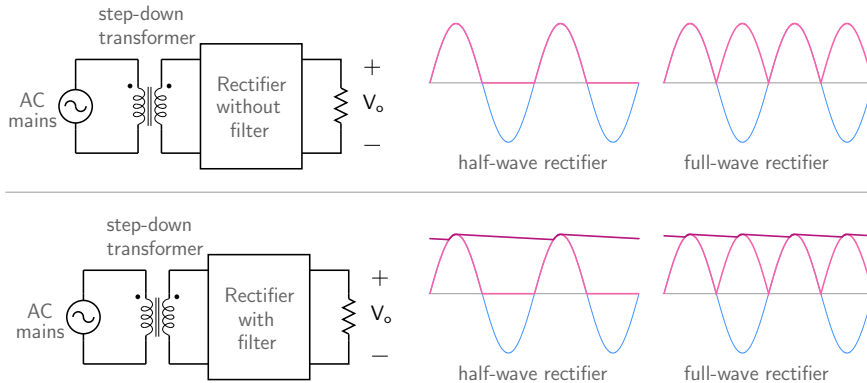 step-down
transformer
AC
mains
Rectifier
without
filter
+
Vo
−
half-wave rectifier
full-wave rectifier
step-down
transformer
AC
mains
Rectifier
with
filter
+
Vo
−
half-wave rectifier
full-wave rectifier